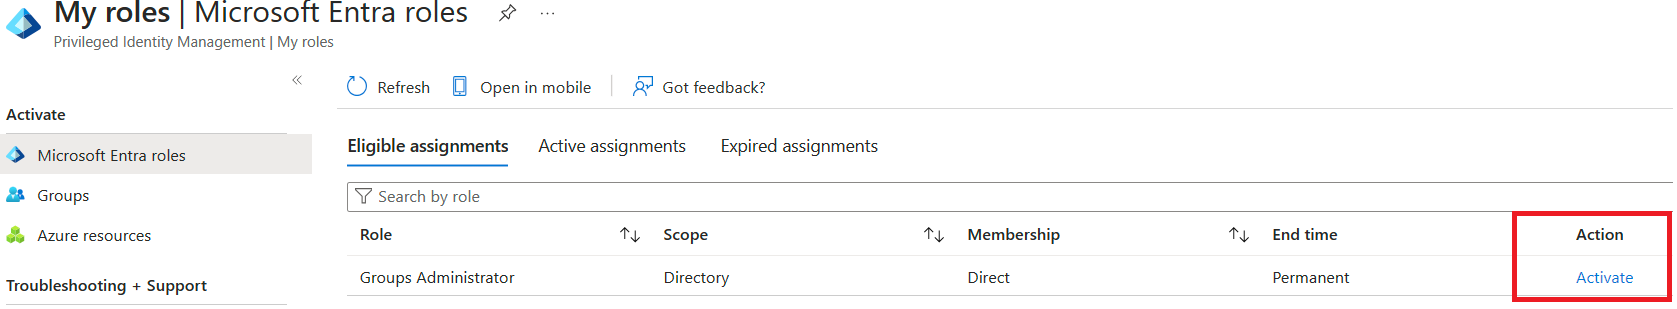 My roles | Microsoft Entra roles ...
Privileged Identity Management | My roles
«
Refresh Open in mobile Got feedback?
Activate
Microsoft Entra roles
Groups
Azure resources
Troubleshooting + Support
Eligible assignments Active assignments Expired assignments
Search by role
Role Scope Membership End time Action
Groups Administrator Directory Direct Permanent Activate